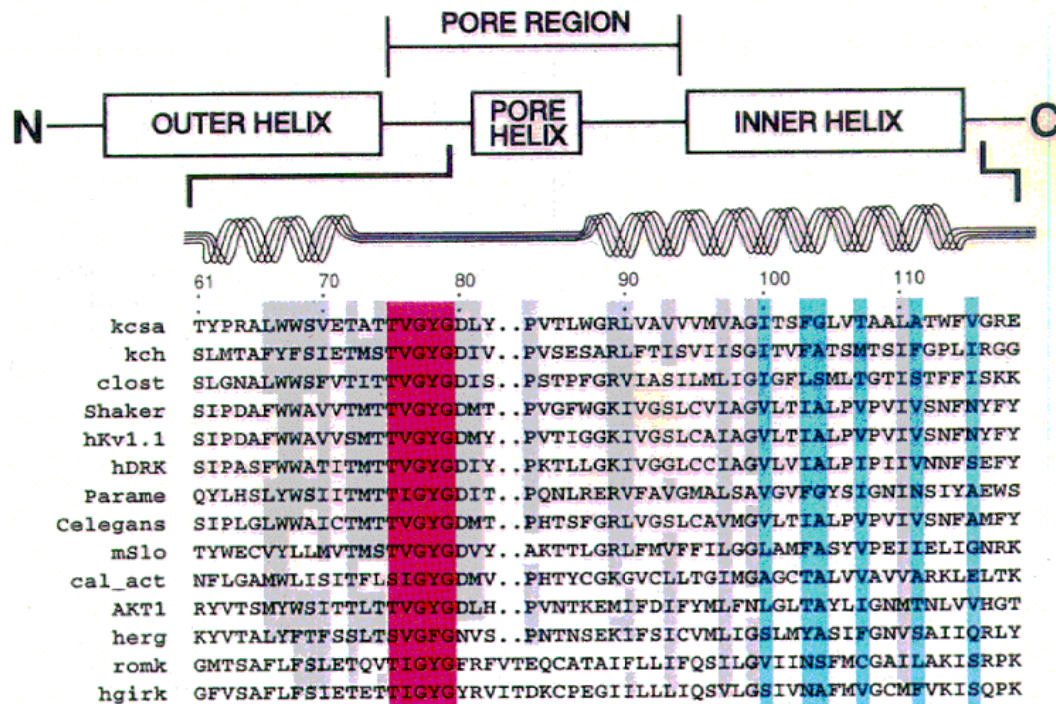 PORE REGION
N OUTER HELIX PORE HELIX INNER HELIX C
61 70 80 90 100 110
kcsa TYPRALWWSVETATTVGYGDLY..PVTLWGRLVAVVVMVAGITSFGLVTAALATWFVGRE
kch SLMTAFYFSIETMSTVGYGDIV..PVSESARLFTISVIISGITVFATSMTSIFGPLIRGG
clost SLGNALWWSFVTITTVGYGDIS..PSTPFGRVIASILMLIGIGFLSMLTGTISTFFISKK
Shaker SIPDAFWWAVVTMTTVGYGDMT..PVGFWGKIVGSLCVIAGVLTIALPVPVIVSNFNYFY
hKv1.1 SIPDAFWWAVVSMTTVGYGDMY..PVTIGGKIVGSLCAIAGVLTIALPVPVIVSNFNYFY
hDRK SIPASFWWATITMTTVGYGDIY..PKTLLGKIVGGLCCIAGVLVIALPIPIIVNNFSEFY
Parame QYLHSLYWSIITMTTIGYGDIT..PQNLRERVFAVGMALSAVGVFGYSIGNINSIYAEWS
Celegans SIPLGLWWAICTMTTVGYGDMT..PHTSFGRLVGSLCAVMGVLTIALPVPVIVSNFAMFY
mSlo TYWECVYLLMVTMSTVGYGDVY..AKTTLGRLFMVFFILGGLAMFASYVPEIIELIGNRK
cal_act NFLGAMWLISITFLSIGYGDMV..PHTYCGKGVCLLTGIMGAGCTALVVAVVARKLELTK
AKT1 RYVTSMYWSITTLTTVGYGDLH..PVNTKEMIFDIFYMLFNLGLTAYLIGNMTNLVVHGT
herg KYVTALYFTFSSLTSVGFGNVS..PNTNSEKIFSICVMLIGSLMYASIFGNVSAIIQRLY
romk GMTSAFLFSLETQVTIGYGFRFVTEQCATAIFLLIFQSILGVIINSFMCGAILAKISRPK
hgirk GFVSAFLFSIETETTIGYGYRVITDKCPEGIILLLIQSVLGSIVNAFMVGCMFVKISQPK